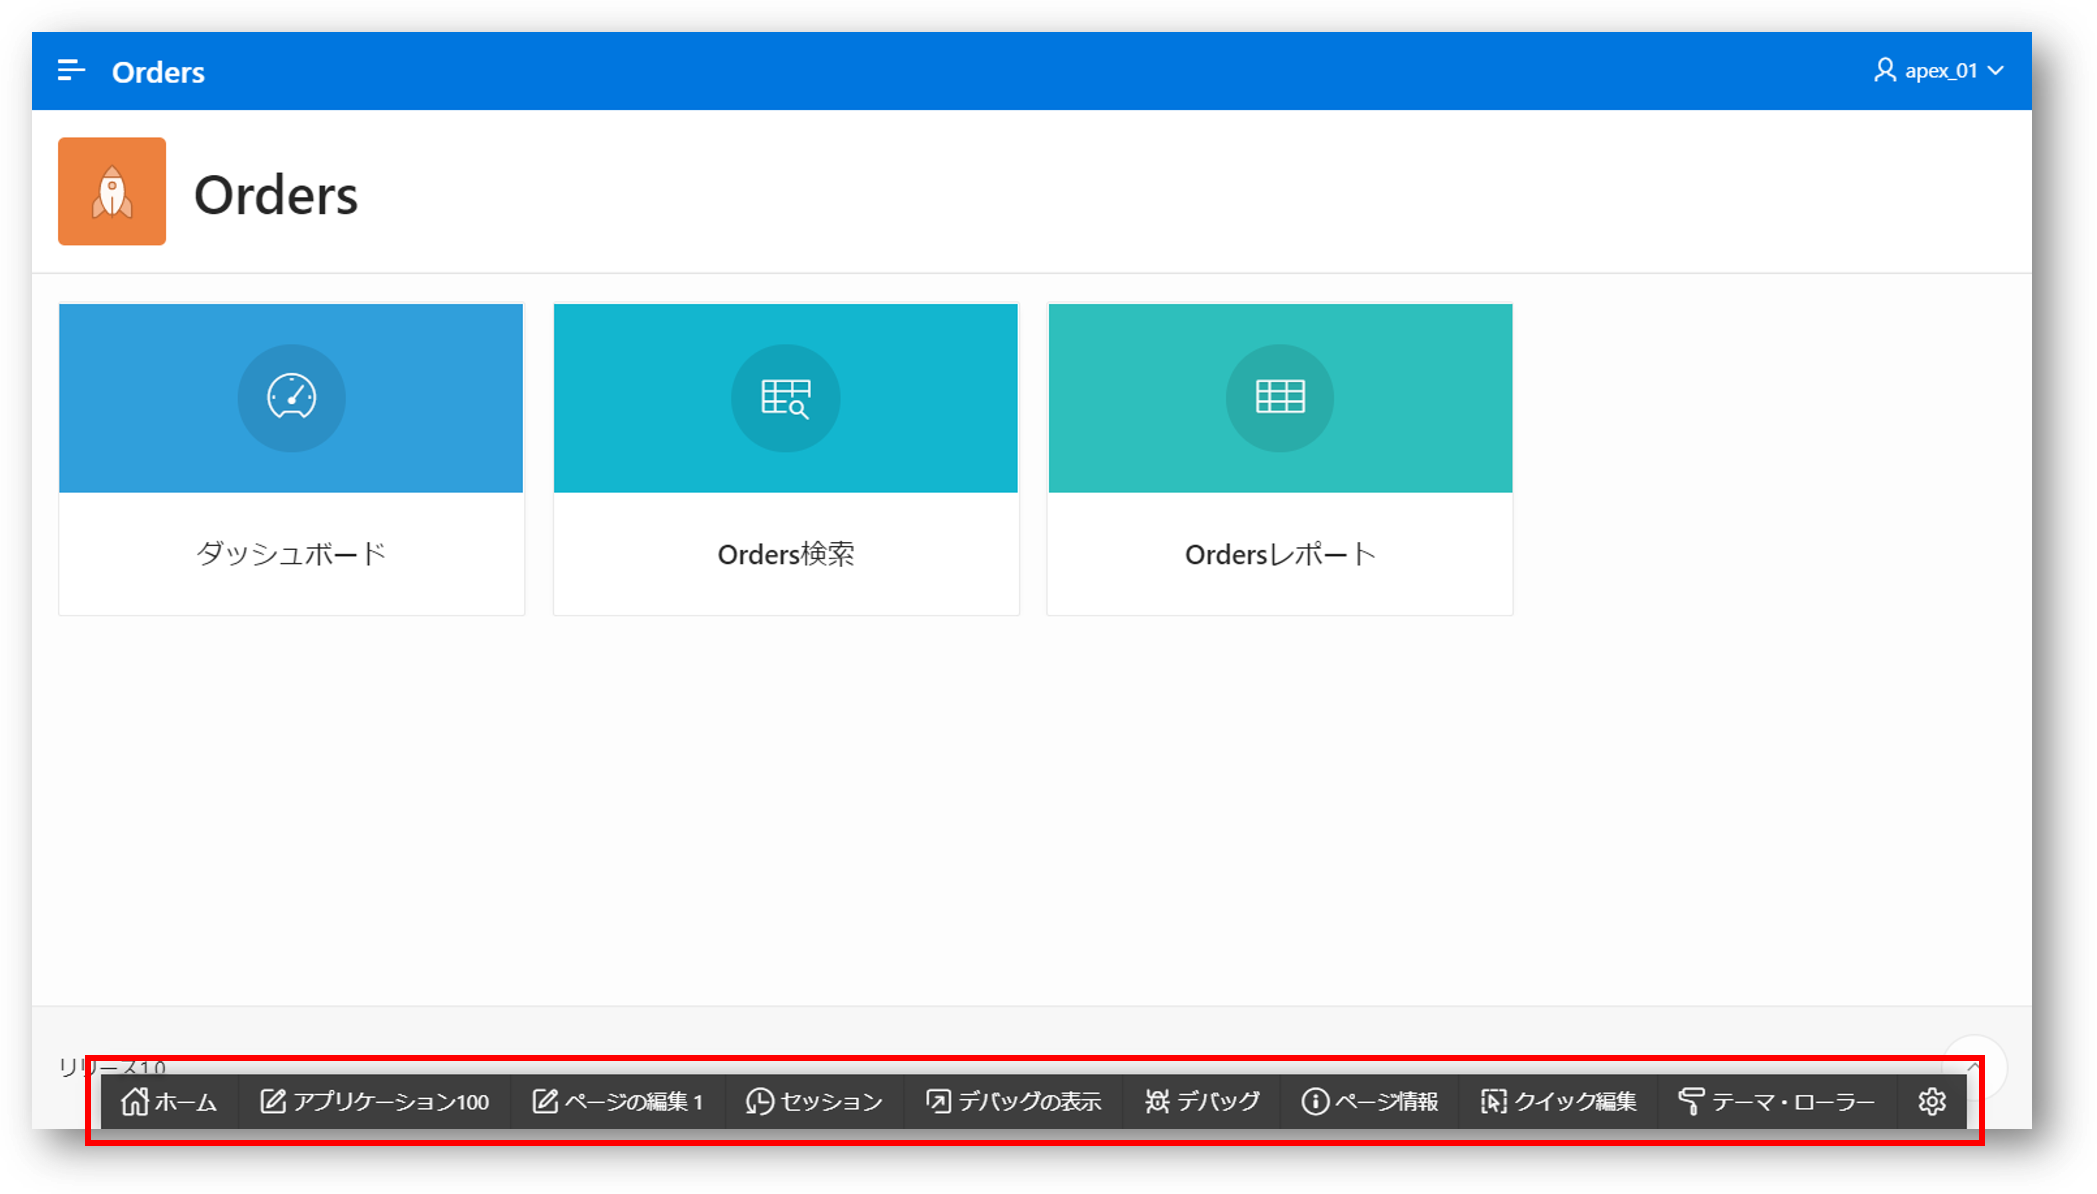 Orders
apex_01
Orders
ダッシュボード
Orders検索
Ordersレポート
リリース1.0
ホーム
アプリケーション100
ページの編集 1
セッション
デバッグの表示
デバッグ
ページ情報
クイック編集
テーマ・ローラー